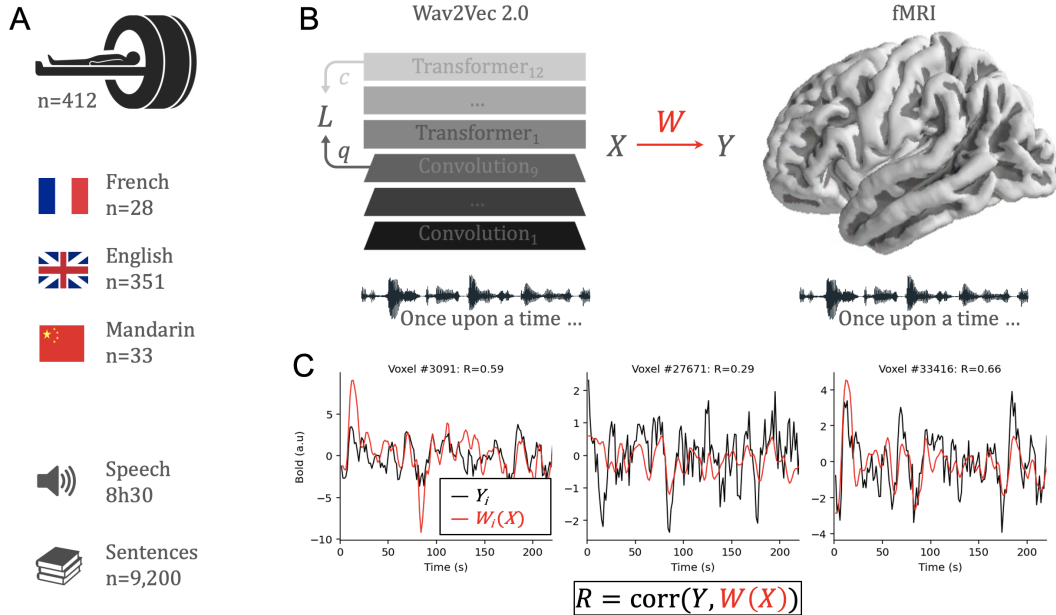 A
n=412
French
n=28
English
n=351
Mandarin
n=33
Speech
8h30
Sentences
n=9,200
B
Wav2Vec 2.0
fMRI
Transformer₁₂
...
Transformer₁
Convolution₉
...
Convolution₁
c
L
q
X
W
Y
Once upon a time ...
Once upon a time ...
C
Voxel #3091: R=0.59
Voxel #27671: R=0.29
Voxel #33416: R=0.66
Bold (a.u)
5
0
−5
−10
0 50 100 150 200
Time (s)
Yᵢ
Wᵢ(X)
2
1
0
−1
−2
0 50 100 150 200
Time (s)
4
2
0
−2
−4
0 50 100 150 200
Time (s)
R = corr(Y, W(X))